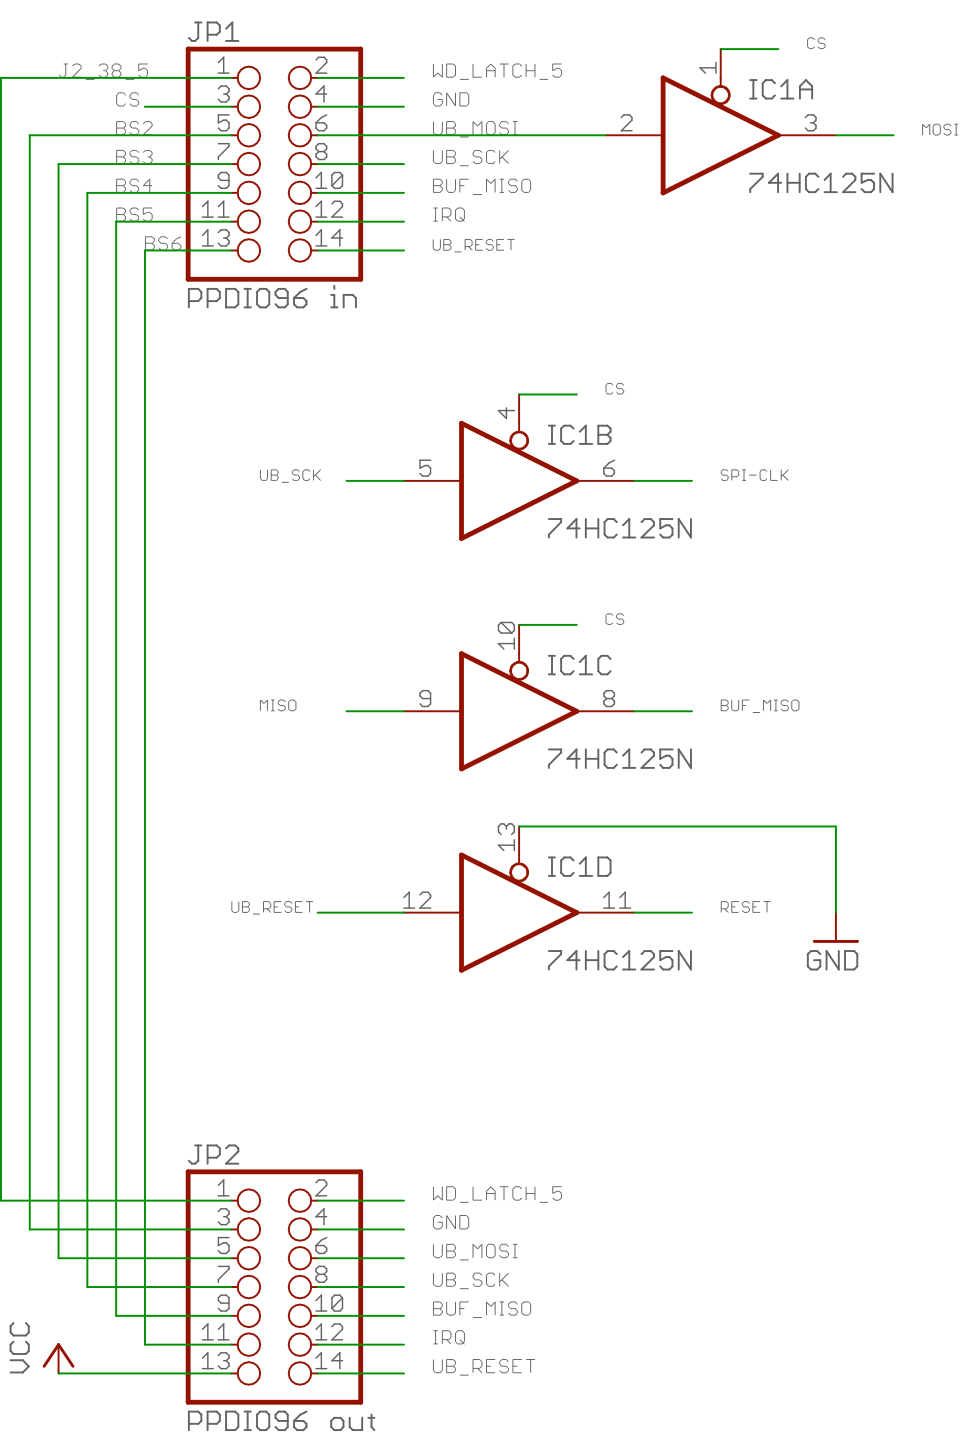 JP1
J2_38_5 1 2 WD_LATCH_5
CS 3 4 GND
BS2 5 6 UB_MOSI
BS3 7 8 UB_SCK
BS4 9 10 BUF_MISO
BS5 11 12 IRQ
BS6 13 14 UB_RESET
PPDIO96 in
CS
1 IC1A
2 3 MOSI
74HC125N
CS
4 IC1B
UB_SCK 5 6 SPI-CLK
74HC125N
CS
10 IC1C
MISO 9 8 BUF_MISO
74HC125N
13 IC1D
UB_RESET 12 11 RESET
74HC125N GND
JP2
1 2 WD_LATCH_5
3 4 GND
5 6 UB_MOSI
7 8 UB_SCK
9 10 BUF_MISO
11 12 IRQ
VCC 13 14 UB_RESET
PPDIO96 out